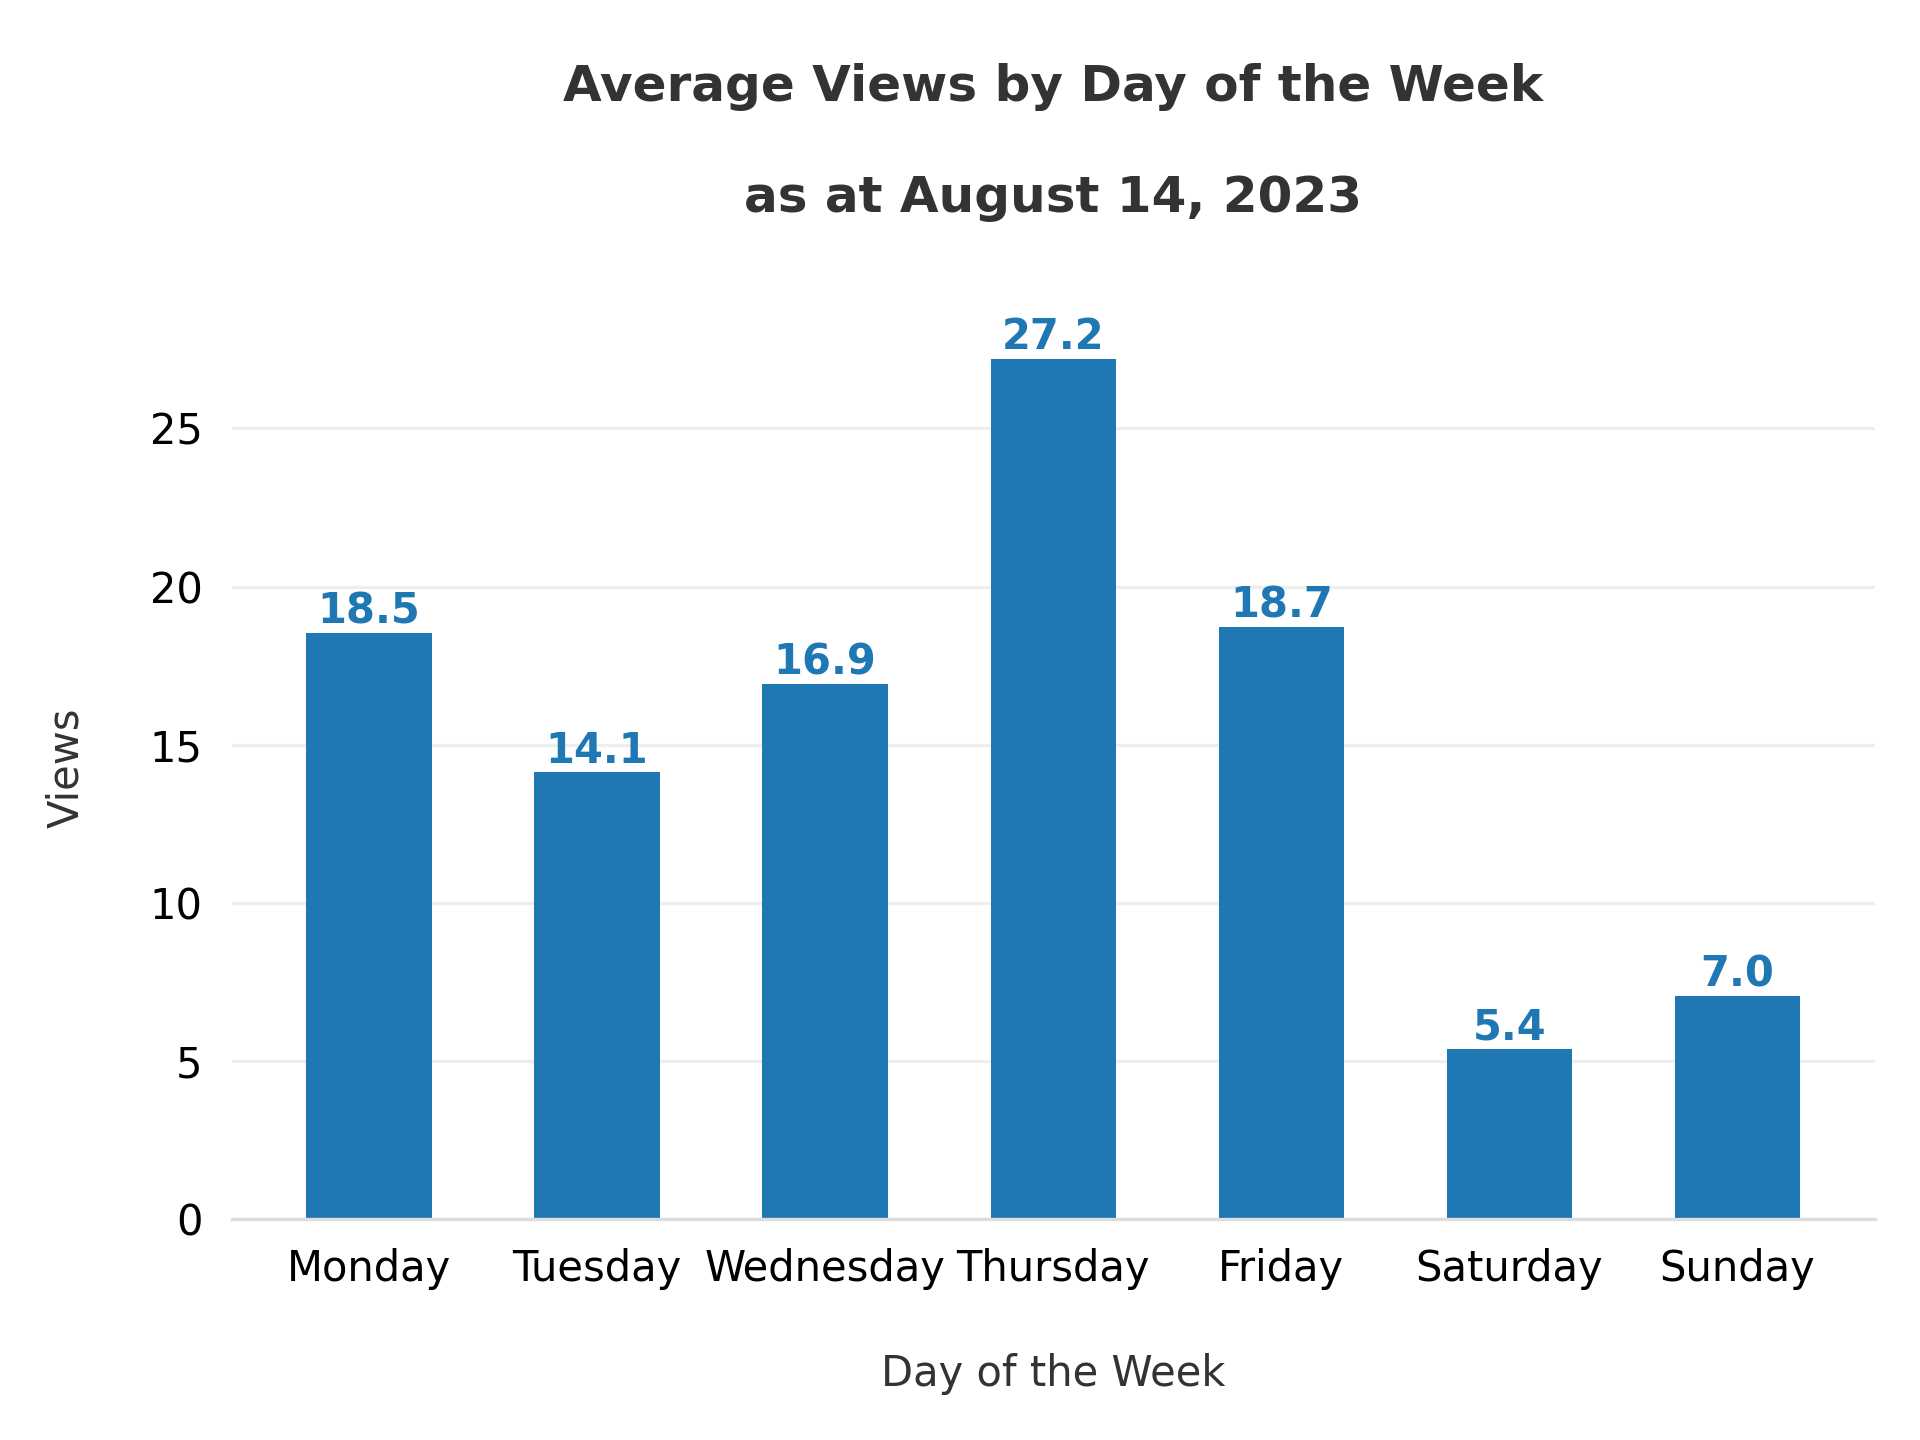 Average Views by Day of the Week
as at August 14, 2023
27.2
25
20
18.5
18.7
16.9
15
14.1
10
7.0
5.4
5
0
Views
Monday Tuesday Wednesday Thursday Friday Saturday Sunday
Day of the Week